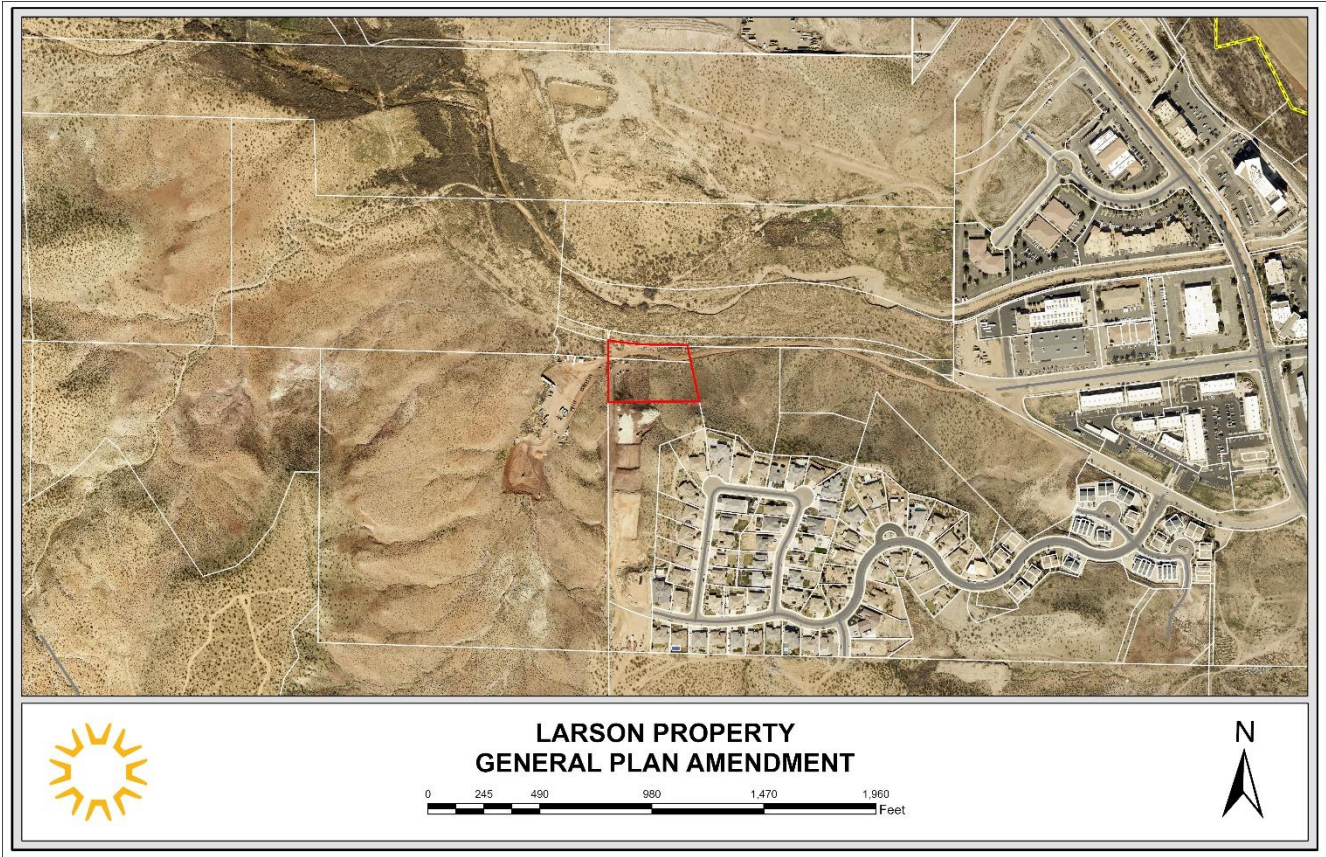 LARSON PROPERTY
GENERAL PLAN AMENDMENT
N
0 245 490 980 1,470 1,960
Feet